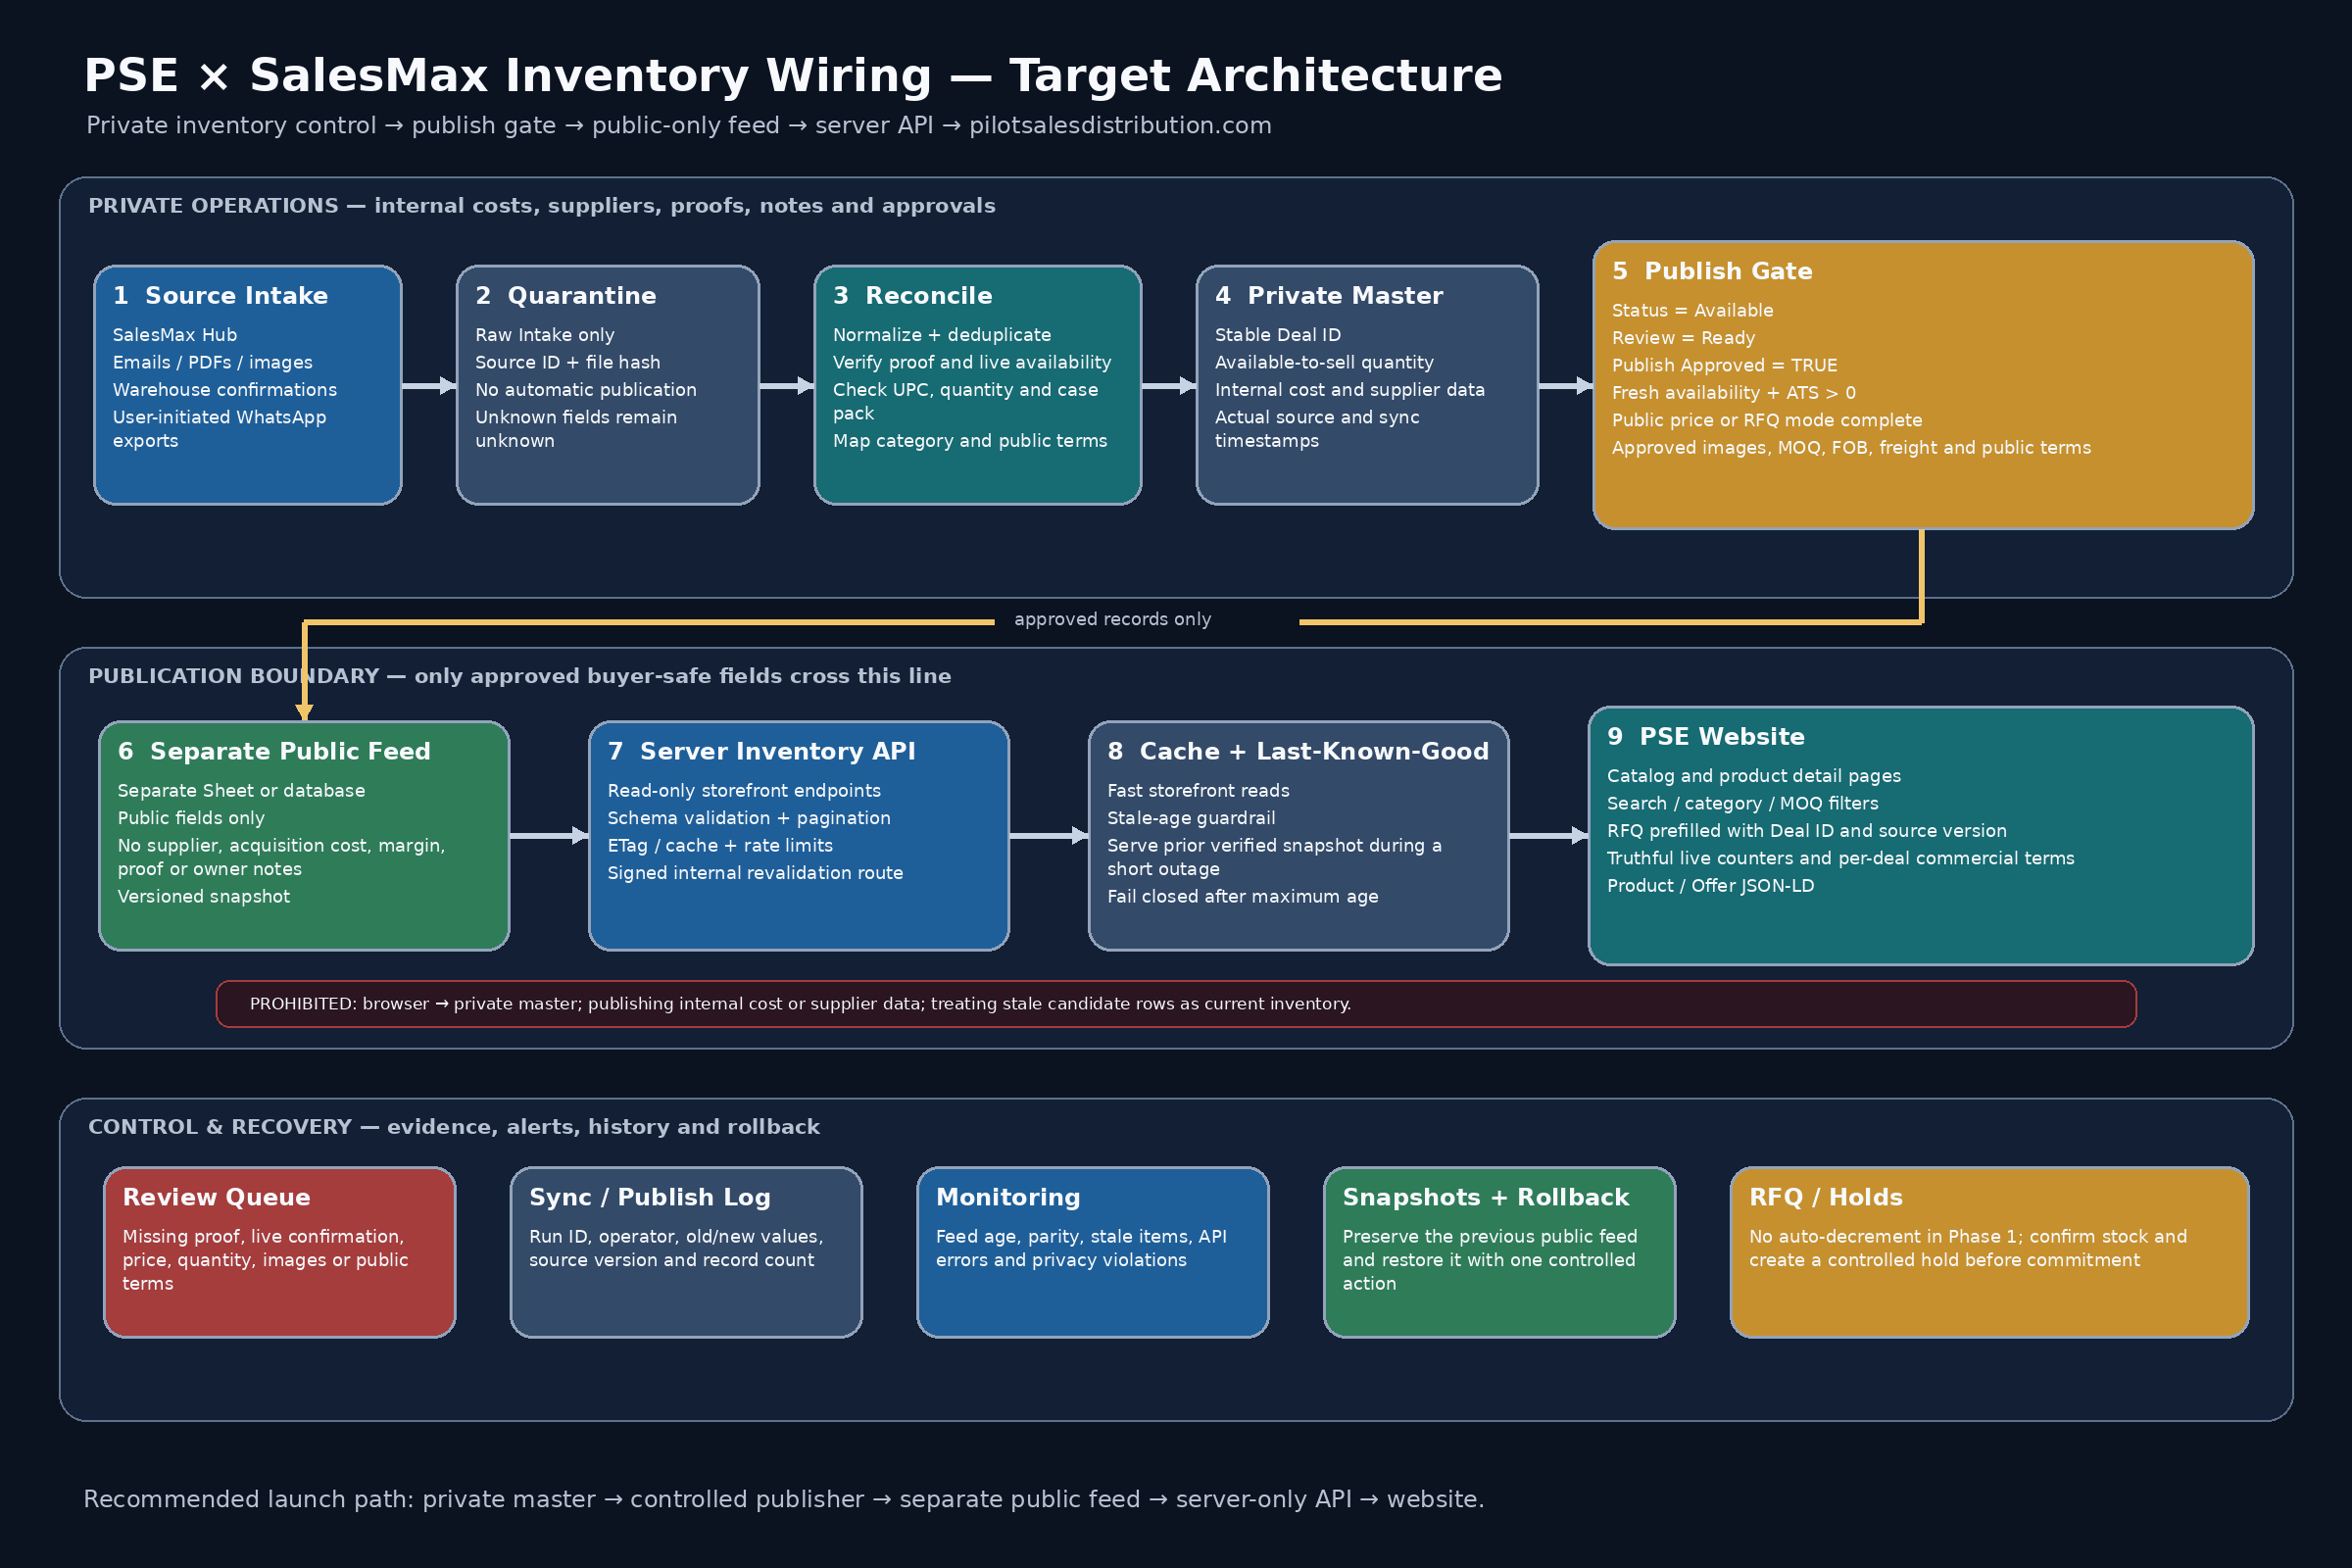 PSE × SalesMax Inventory Wiring — Target Architecture
Private inventory control → publish gate → public-only feed → server API → pilotsalesdistribution.com
PRIVATE OPERATIONS — internal costs, suppliers, proofs, notes and approvals
1 Source Intake
SalesMax Hub
Emails / PDFs / images
Warehouse confirmations
User-initiated WhatsApp
exports
2 Quarantine
Raw Intake only
Source ID + file hash
No automatic publication
Unknown fields remain
unknown
3 Reconcile
Normalize + deduplicate
Verify proof and live availability
Check UPC, quantity and case
pack
Map category and public terms
4 Private Master
Stable Deal ID
Available-to-sell quantity
Internal cost and supplier data
Actual source and sync
timestamps
5 Publish Gate
Status = Available
Review = Ready
Publish Approved = TRUE
Fresh availability + ATS > 0
Public price or RFQ mode complete
Approved images, MOQ, FOB, freight and public terms
approved records only
PUBLICATION BOUNDARY — only approved buyer-safe fields cross this line
6 Separate Public Feed
Separate Sheet or database
Public fields only
No supplier, acquisition cost, margin,
proof or owner notes
Versioned snapshot
7 Server Inventory API
Read-only storefront endpoints
Schema validation + pagination
ETag / cache + rate limits
Signed internal revalidation route
8 Cache + Last-Known-Good
Fast storefront reads
Stale-age guardrail
Serve prior verified snapshot during a
short outage
Fail closed after maximum age
9 PSE Website
Catalog and product detail pages
Search / category / MOQ filters
RFQ prefilled with Deal ID and source version
Truthful live counters and per-deal commercial terms
Product / Offer JSON-LD
PROHIBITED: browser → private master; publishing internal cost or supplier data; treating stale candidate rows as current inventory.
CONTROL & RECOVERY — evidence, alerts, history and rollback
Review Queue
Missing proof, live confirmation,
price, quantity, images or public
terms
Sync / Publish Log
Run ID, operator, old/new values,
source version and record count
Monitoring
Feed age, parity, stale items, API
errors and privacy violations
Snapshots + Rollback
Preserve the previous public feed
and restore it with one controlled
action
RFQ / Holds
No auto-decrement in Phase 1; confirm stock and
create a controlled hold before commitment
Recommended launch path: private master → controlled publisher → separate public feed → server-only API → website.